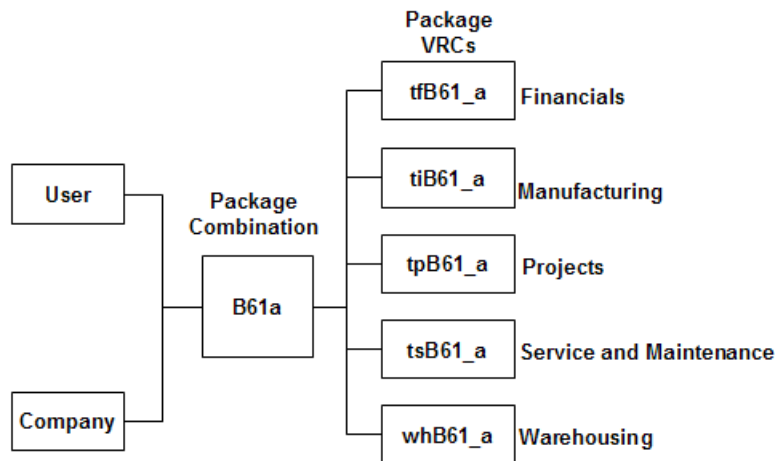 Package
VRCs
tfB61_a Financials
User
tiB61_a Manufacturing
Package
Combination
B61a
tpB61_a Projects
tsB61_a Service and Maintenance
Company
whB61_a Warehousing